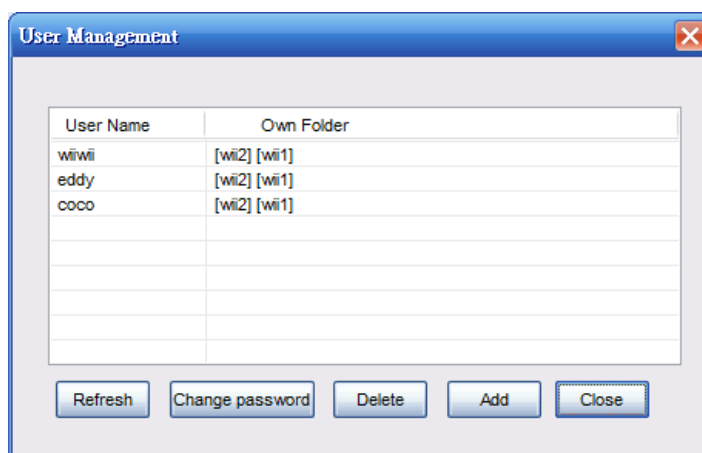 User Management
User Name Own Folder
wiiwii [wii2] [wii1]
eddy [wii2] [wii1]
coco [wii2] [wii1]
Refresh Change password Delete Add Close